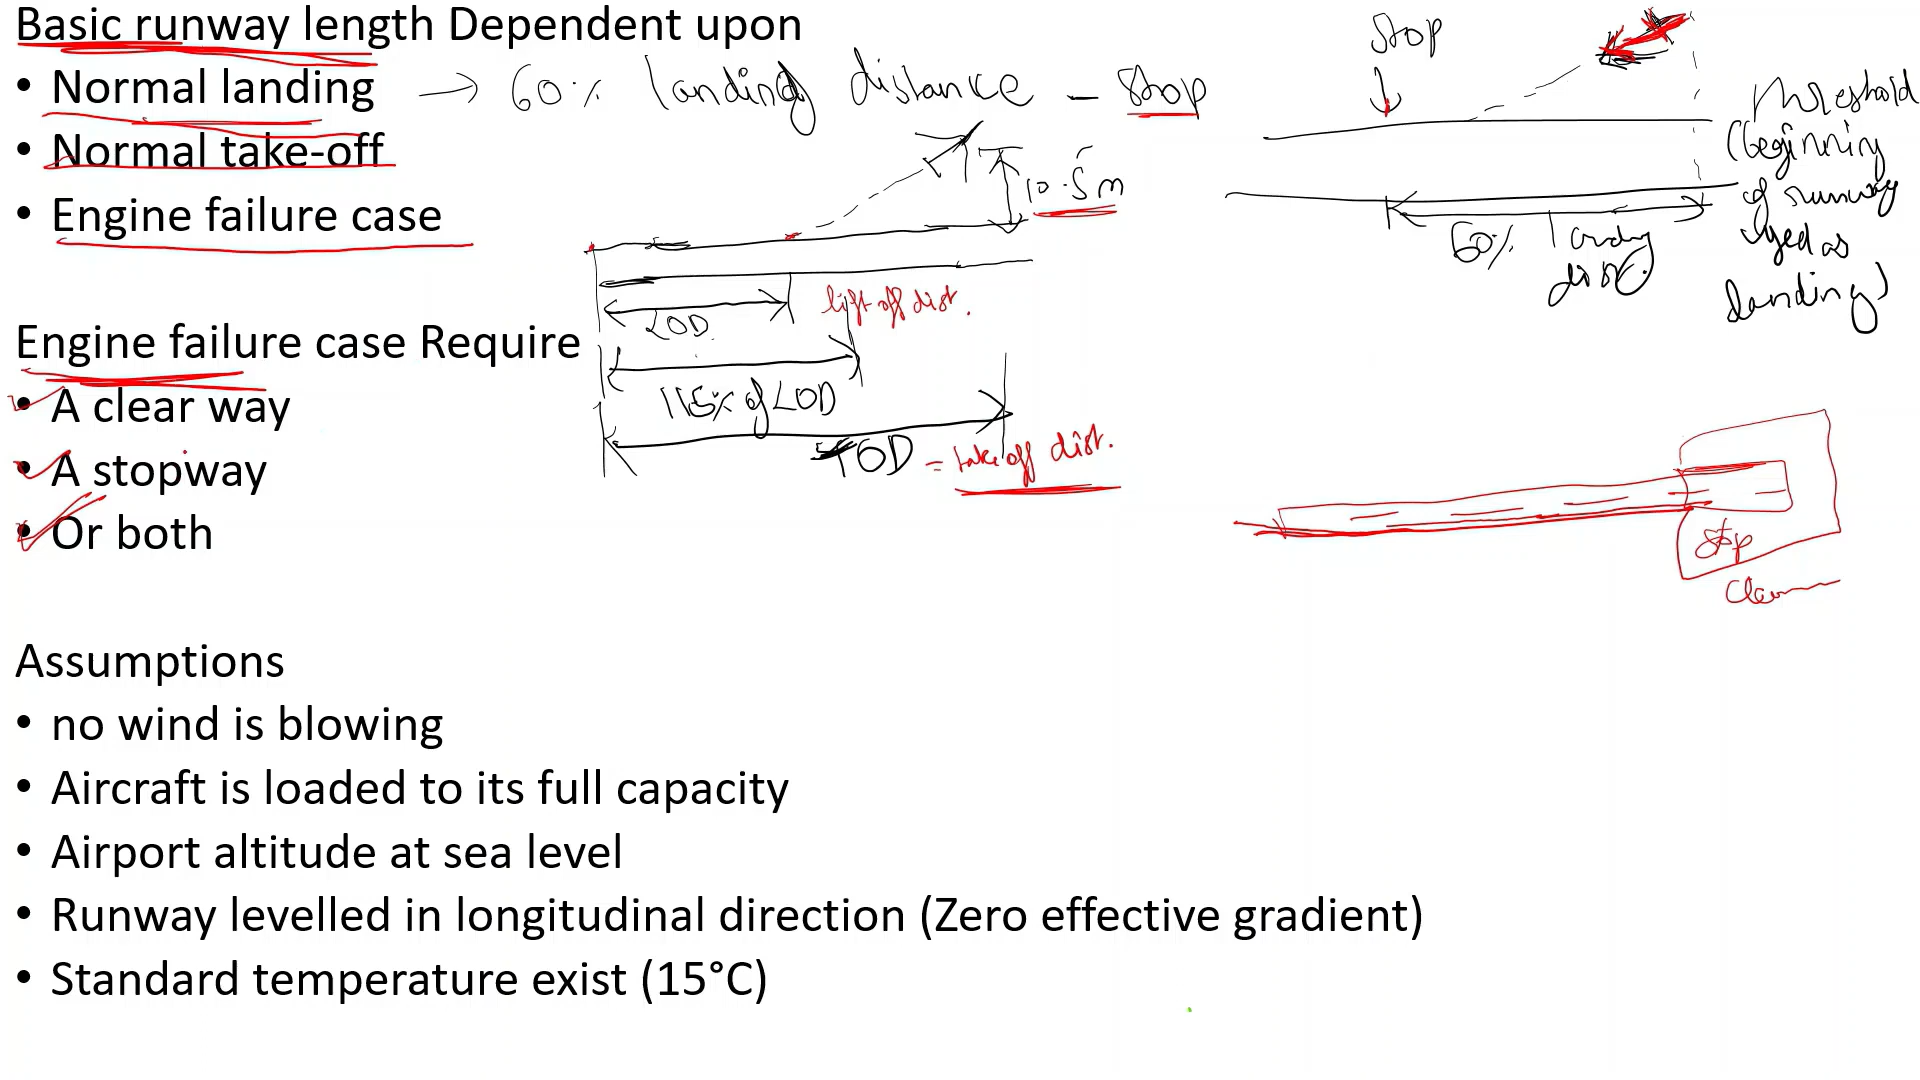 Basic runway length Dependent upon
• Normal landing → 60% landing distance – stop
• Normal take-off
• Engine failure case
10.5 m
LOD
lift off dist.
115% of LOD
TOD = take off dist.
Stop
60% landing
dist.
Threshold
(beginning
of runway
used as
landing)
Engine failure case Require
• A clear way
• A stopway
• Or both
Stop
Clear
Assumptions
• no wind is blowing
• Aircraft is loaded to its full capacity
• Airport altitude at sea level
• Runway levelled in longitudinal direction (Zero effective gradient)
• Standard temperature exist (15°C)